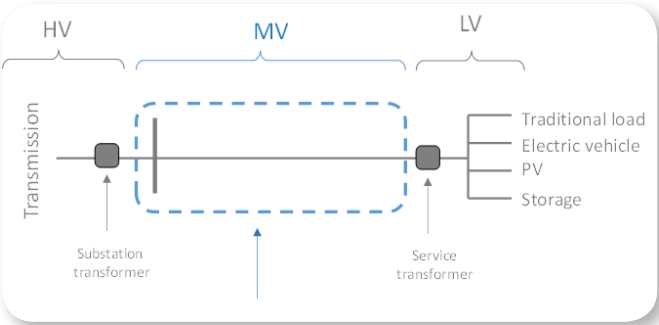 HV
MV
LV
Transmission
Traditional load
Electric vehicle
PV
Storage
Substation
transformer
Service
transformer